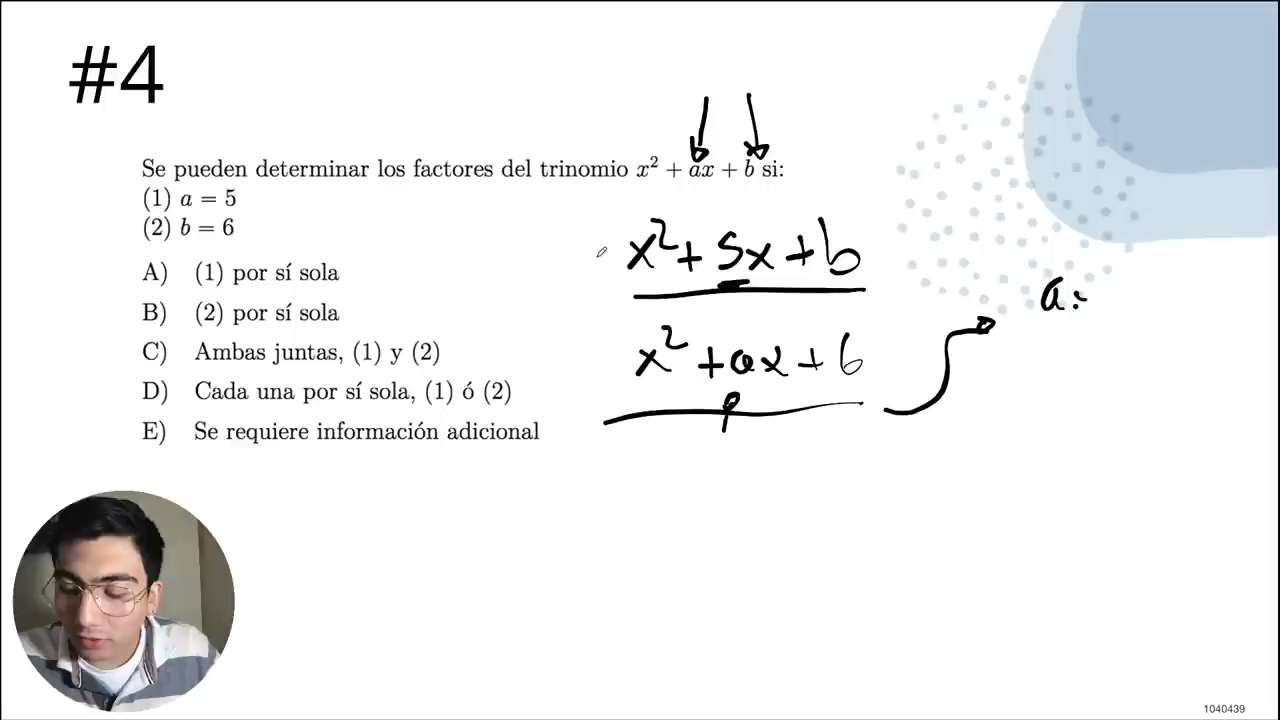 #4
Se pueden determinar los factores del trinomio x² + ax + b si:
(1) a = 5
(2) b = 6
A) (1) por sí sola
B) (2) por sí sola
C) Ambas juntas, (1) y (2)
D) Cada una por sí sola, (1) ó (2)
E) Se requiere información adicional
x² + 5x + b
x² + ax + 6
a:
1040439